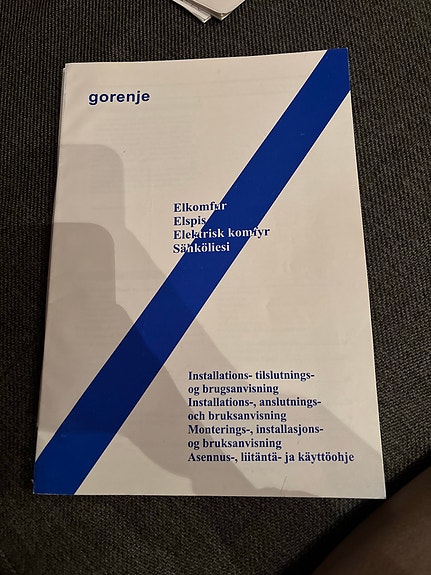 gorenje
Elkomfur
Elspis
Elektrisk komfyr
Sähköliesi
Installations- tilslutnings-
og brugsanvisning
Installations-, anslutnings-
och bruksanvisning
Monterings-, installasjons-
og bruksanvisning
Asennus-, liitäntä- ja käyttöohje